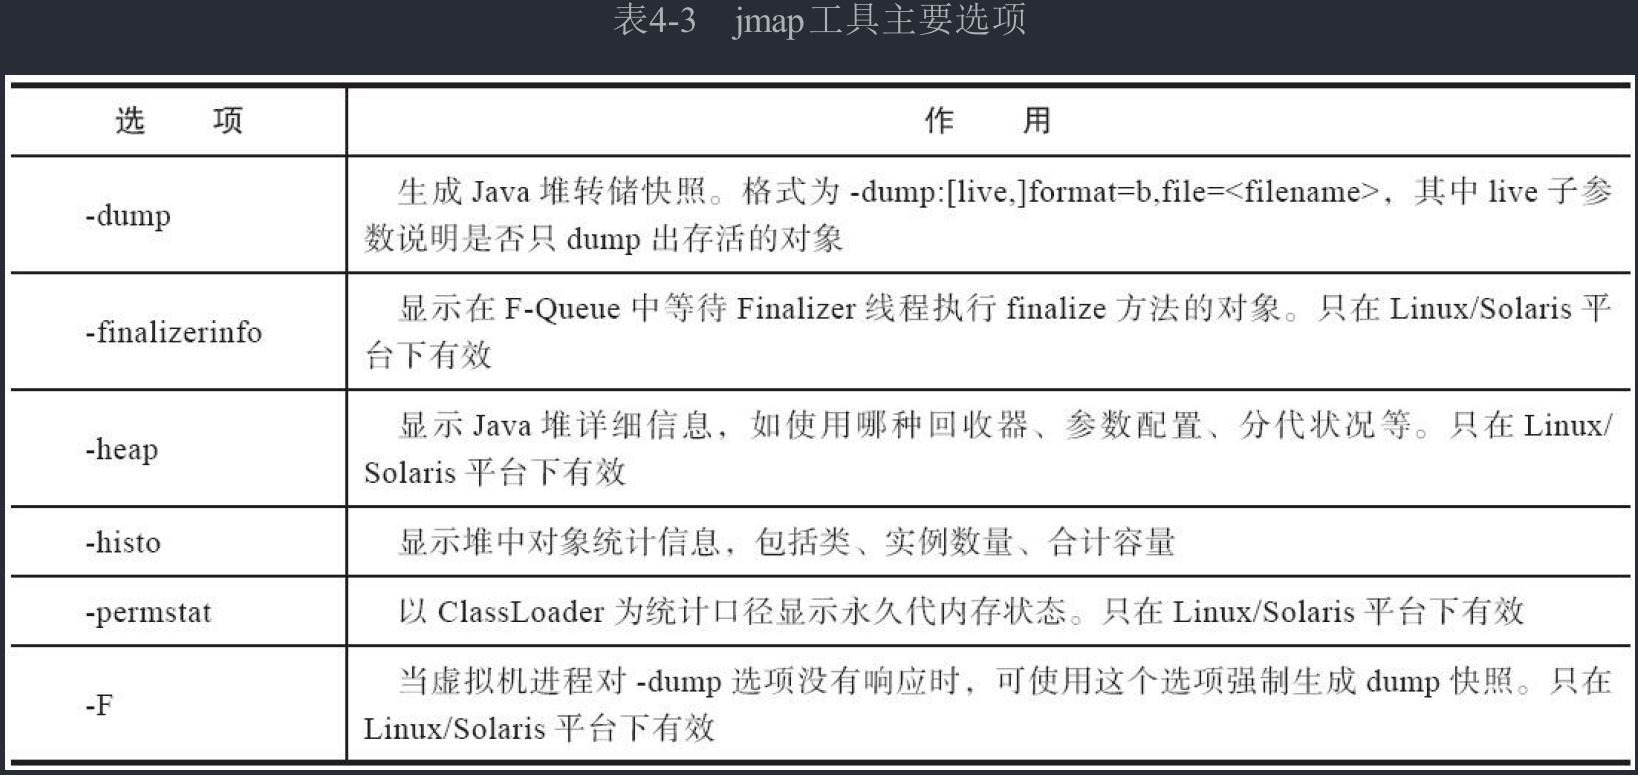 表4-3 jmap工具主要选项
选 项 作 用
-dump
生成 Java 堆转储快照。格式为 -dump:[live,]format=b,file=<filename>，其中 live 子参
数说明是否只 dump 出存活的对象
-finalizerinfo
显示在 F-Queue 中等待 Finalizer 线程执行 finalize 方法的对象。只在 Linux/Solaris 平
台下有效
-heap
显示 Java 堆详细信息，如使用哪种回收器、参数配置、分代状况等。只在 Linux/
Solaris 平台下有效
-histo
显示堆中对象统计信息，包括类、实例数量、合计容量
-permstat
以 ClassLoader 为统计口径显示永久代内存状态。只在 Linux/Solaris 平台下有效
-F
当虚拟机进程对 -dump 选项没有响应时，可使用这个选项强制生成 dump 快照。只在
Linux/Solaris 平台下有效